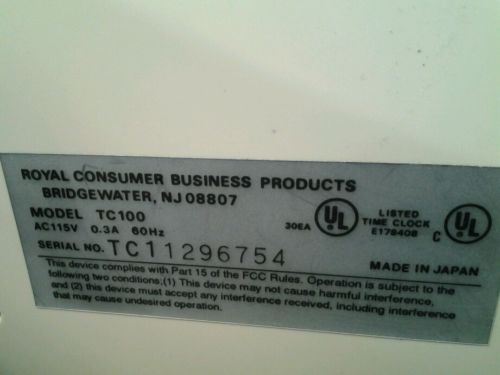 ROYAL CONSUMER BUSINESS PRODUCTS
BRIDGEWATER, NJ 08807
MODEL TC100
AC115V 0.3A 60Hz
30EA UL LISTED TIME CLOCK E178408 C UL
SERIAL NO. TC11296754
MADE IN JAPAN
This device complies with Part 15 of the FCC Rules. Operation is subject to the
following two conditions;(1) This device may not cause harmful interference,
and (2) this device must accept any interference received, including interference
that may cause undesired operation.